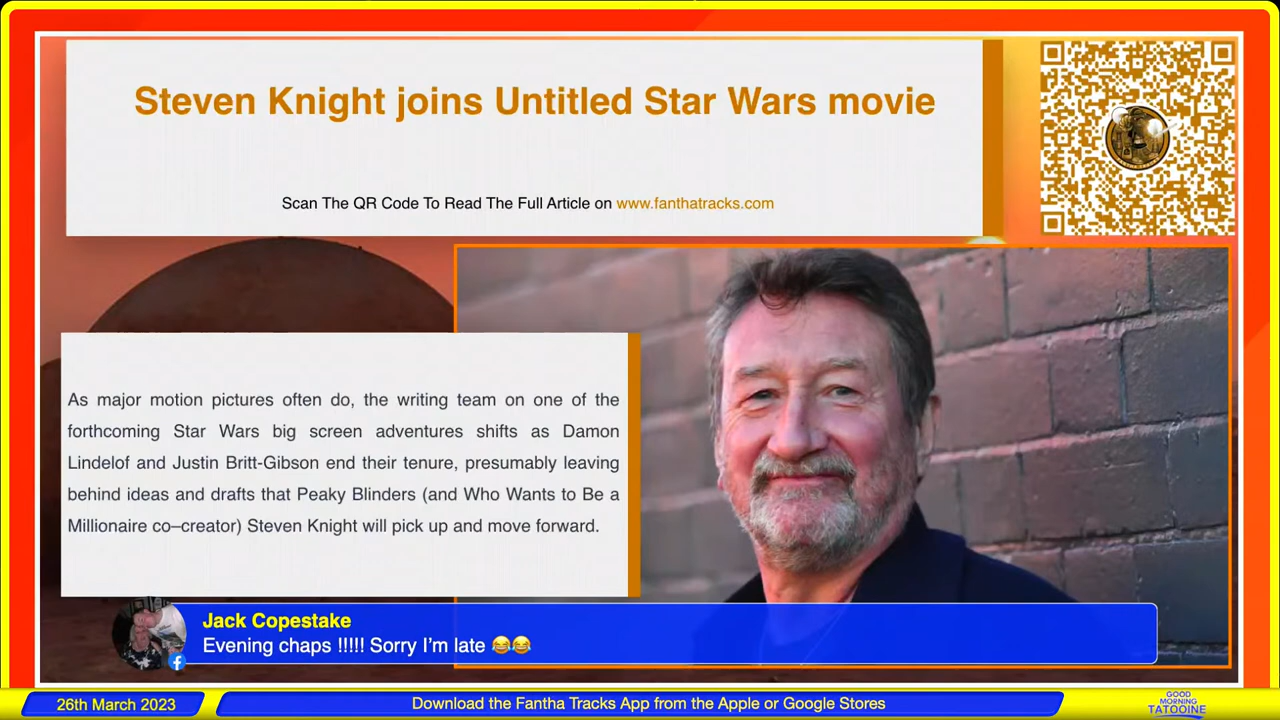 Steven Knight joins Untitled Star Wars movie
Scan The QR Code To Read The Full Article on www.fanthatracks.com
As major motion pictures often do, the writing team on one of the
forthcoming Star Wars big screen adventures shifts as Damon
Lindelof and Justin Britt-Gibson end their tenure, presumably leaving
behind ideas and drafts that Peaky Blinders (and Who Wants to Be a
Millionaire co–creator) Steven Knight will pick up and move forward.
Jack Copestake
Evening chaps !!!!! Sorry I’m late 😂😂
26th March 2023
Download the Fantha Tracks App from the Apple or Google Stores
GOOD
MORNING
TATOOINE